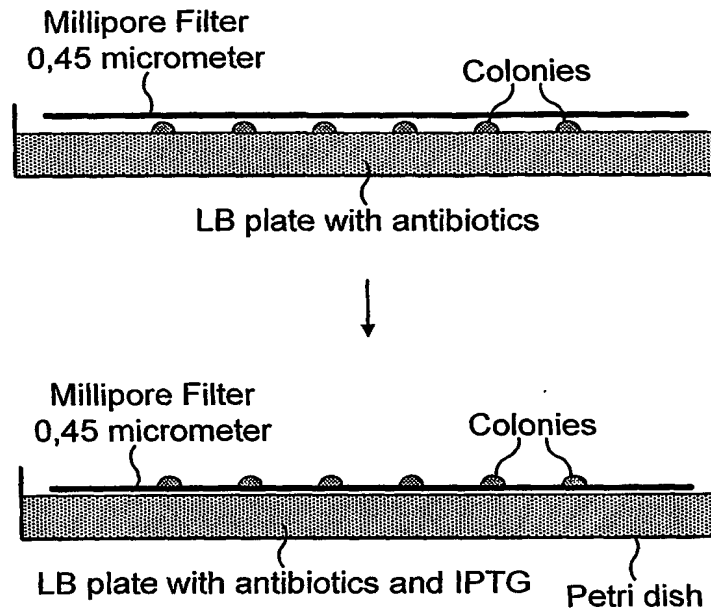 Millipore Filter
0,45 micrometer
Colonies
LB plate with antibiotics
Millipore Filter
0,45 micrometer
Colonies
LB plate with antibiotics and IPTG
Petri dish